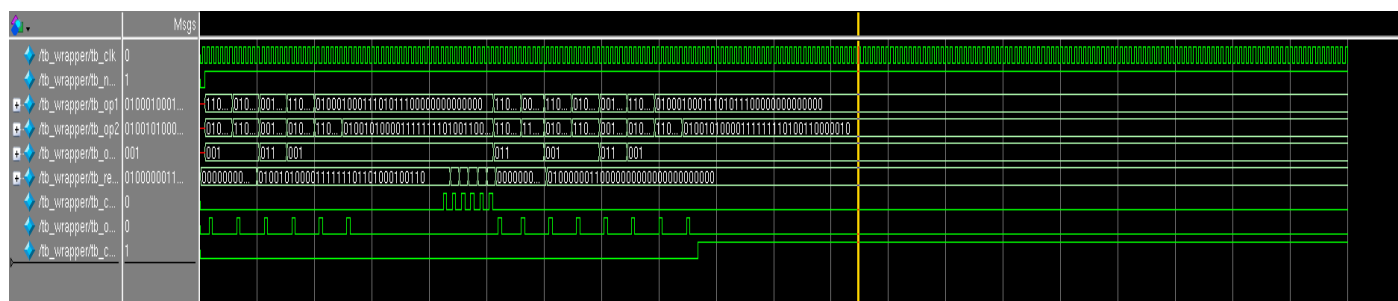 Msgs
/tb_wrapper/tb_clk 0
/tb_wrapper/tb_n... 1
/tb_wrapper/tb_op1 0100010001... 110... 010... 001... 110... 01000100011101011100000000000000 110... 00... 110... 010... 001... 110... 01000100011101011100000000000000
/tb_wrapper/tb_op2 0100101000... 010... 110... 001... 010... 110... 010010100001111111101001100... 110... 11... 010... 110... 001... 010... 110... 01001010000111111110100110000010
/tb_wrapper/tb_o... 001 001 011 001 011 001 011 001
/tb_wrapper/tb_re... 0100000011... 00000000... 01001010000111111101101000100110 0000000... 01000000110000000000000000000000
/tb_wrapper/tb_c... 0
/tb_wrapper/tb_o... 0
/tb_wrapper/tb_c... 1